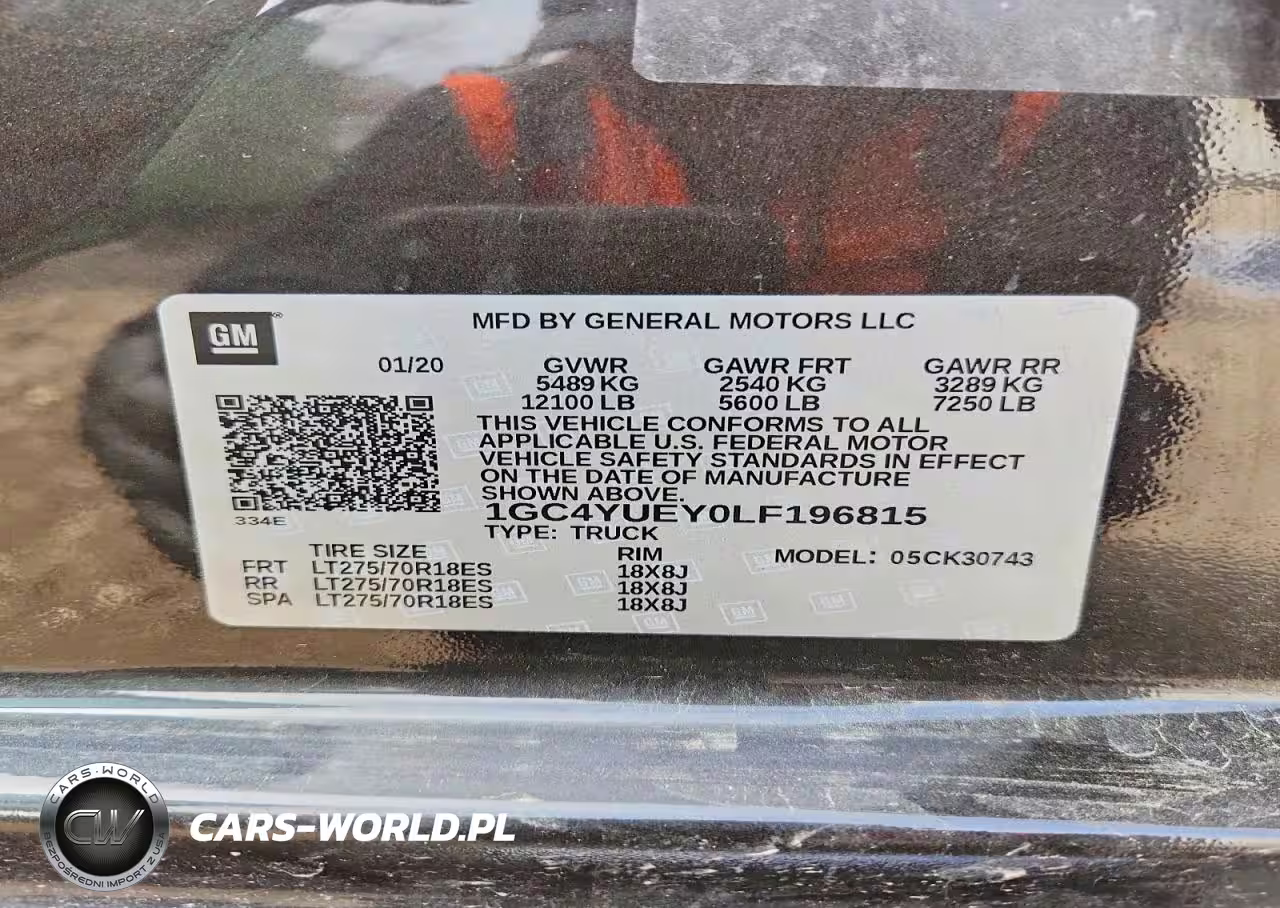 GM
MFD BY GENERAL MOTORS LLC
01/20
GVWR
5489 KG
12100 LB
GAWR FRT
2540 KG
5600 LB
GAWR RR
3289 KG
7250 LB
THIS VEHICLE CONFORMS TO ALL
APPLICABLE U.S. FEDERAL MOTOR
VEHICLE SAFETY STANDARDS IN EFFECT
ON THE DATE OF MANUFACTURE
SHOWN ABOVE.
334E
1GC4YUEY0LF196815
TYPE: TRUCK
TIRE SIZE RIM MODEL: 05CK30743
FRT LT275/70R18ES 18X8J
RR LT275/70R18ES 18X8J
SPA LT275/70R18ES 18X8J
CARS-WORLD
CW
BEZPOŚREDNI IMPORT Z USA
CARS-WORLD.PL